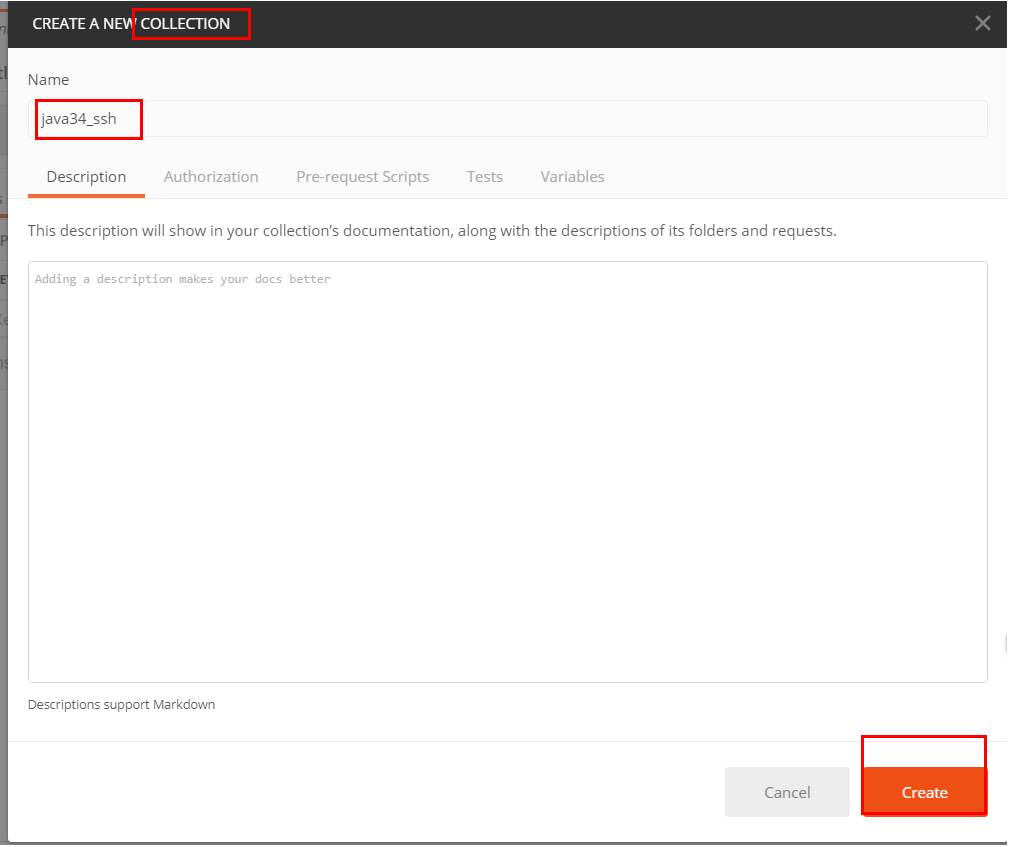 CREATE A NEW COLLECTION
Name
java34_ssh
Description Authorization Pre-request Scripts Tests Variables
This description will show in your collection’s documentation, along with the descriptions of its folders and requests.
Adding a description makes your docs better
Descriptions support Markdown
Cancel Create